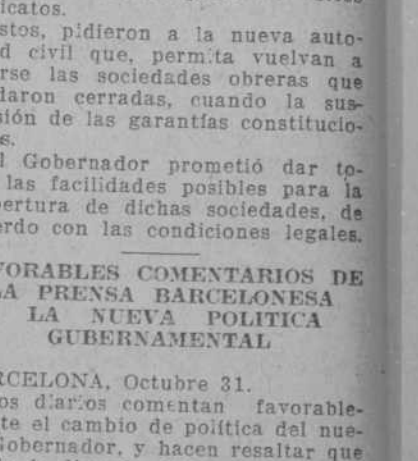 icatos.
stos, pidieron a la nueva auto-
d civil que, permita vuelvan a
rse las sociedades obreras que
daron cerradas, cuando la sus-
sión de las garantías constitucio-
s.
l Gobernador prometió dar to-
las facilidades posibles para la
pertura de dichas sociedades, de
erdo con las condiciones legales.
VORABLES COMENTARIOS DE
LA PRENSA BARCELONESA
LA NUEVA POLITICA
GUBERNAMENTAL
RCELONA, Octubre 31.
os diarios comentan favorable-
te el cambio de política del nue-
Gobernador, y hacen resaltar que